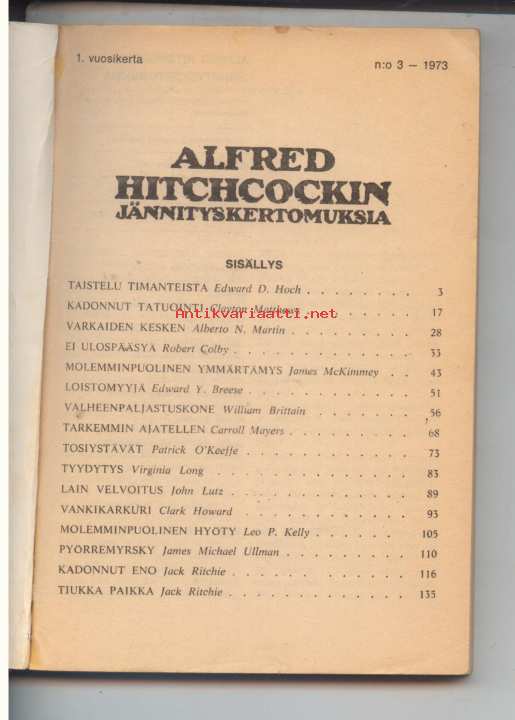 1. vuosikerta n:o 3 — 1973
ALFRED
HITCHCOCKIN
JÄNNITYSKERTOMUKSIA
SISÄLLYS
TAISTELU TIMANTEISTA Edward D. Hoch . . . . . . . . 3
KADONNUT TATUOINTI Clayton Matthews . . . . . . . 17
Antikvariaatti.net
VARKAIDEN KESKEN Alberto N. Martin . . . . . . . . 28
EI ULOSPÄÄSYÄ Robert Colby . . . . . . . . . . . 33
MOLEMMINPUOLINEN YMMÄRTÄMYS James McKimmey . . 43
LOISTOMYYJÄ Edward Y. Breese . . . . . . . . . . 51
VALHEENPALJASTUSKONE William Brittain . . . . . . 56
TARKEMMIN AJATELLEN Carroll Mayers . . . . . . . . 68
TOSIYSTÄVÄT Patrick O'Keeffe . . . . . . . . . . 73
TYYDYTYS Virginia Long . . . . . . . . . . . . 83
LAIN VELVOITUS John Lutz . . . . . . . . . . . 89
VANKIKARKURI Clark Howard . . . . . . . . . . . 93
MOLEMMINPUOLINEN HYÖTY Leo P. Kelly . . . . . . 105
PYÖRREMYRSKY James Michael Ullman . . . . . . . . 110
KADONNUT ENO Jack Ritchie . . . . . . . . . . . 116
TIUKKA PAIKKA Jack Ritchie . . . . . . . . . . . 135